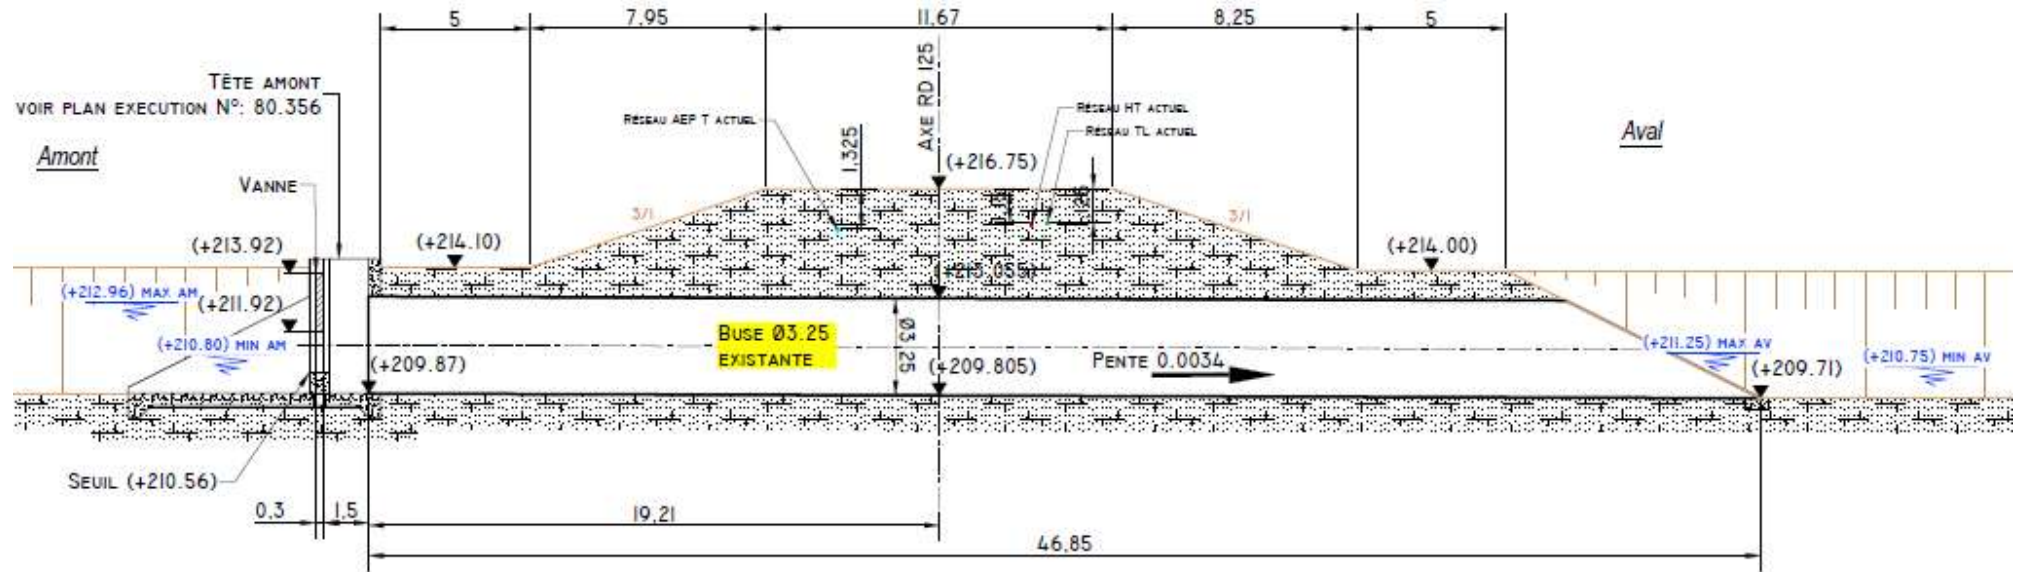 5
7,95
11,67
8,25
5
TÊTE AMONT
VOIR PLAN EXECUTION N°: 80.356
Amont
VANNE
RÉSEAU AEP T ACTUEL
1,325
AXE RD 125
RÉSEAU HT ACTUEL
RÉSEAU TL ACTUEL
Aval
(+216.75)
3/1
3/1
(+213.92)
(+214.10)
(+214.00)
(+212.96) MAX AM
(+211.92)
(+213.055)
(+210.80) MIN AM
BUSE Ø3.25
EXISTANTE
Ø3 25
(+211.25) MAX AV
(+210.75) MIN AV
(+209.87)
(+209.805)
PENTE 0.0034
(+209.71)
SEUIL (+210.56)
0,3
1,5
19,21
46,85